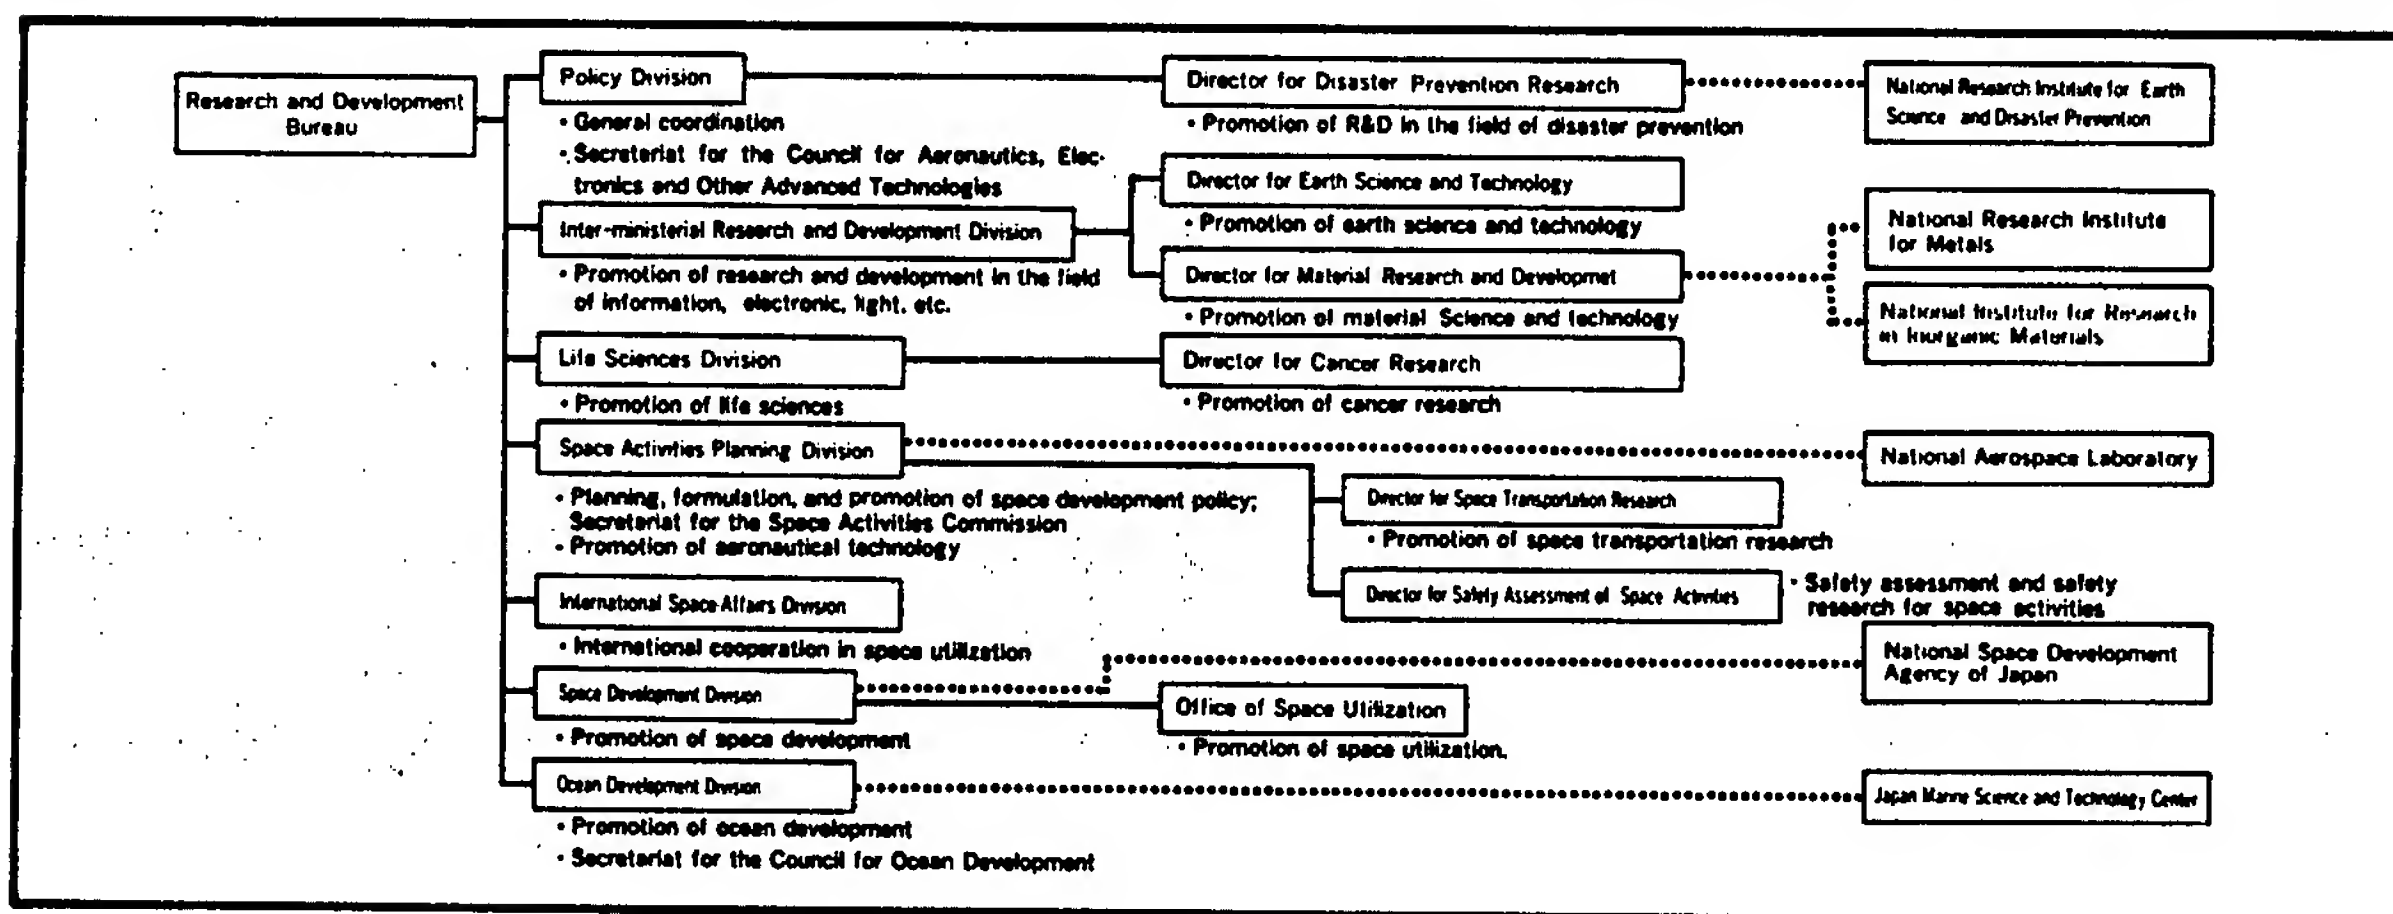 Research and Development
Bureau
Policy Division
• General coordination
• Secretariat for the Council for Aeronautics, Elec-
tronics and Other Advanced Technologies
Director for Disaster Prevention Research
• Promotion of R&D in the field of disaster prevention
National Research Institute for Earth
Science and Disaster Prevention
Inter-ministerial Research and Development Division
• Promotion of research and development in the field
of information, electronic, light, etc.
Director for Earth Science and Technology
• Promotion of earth science and technology
Director for Material Research and Developmet
• Promotion of material Science and technology
National Research Institute
for Metals
National Institute for Research
in Inorganic Materials
Life Sciences Division
• Promotion of life sciences
Director for Cancer Research
• Promotion of cancer research
Space Activities Planning Division
• Planning, formulation, and promotion of space development policy;
Secretariat for the Space Activities Commission
• Promotion of aeronautical technology
National Aerospace Laboratory
Director for Space Transportation Research
• Promotion of space transportation research
Director for Safety Assessment of Space Activities
• Safety assessment and safety
research for space activities
International Space Affairs Division
• International cooperation in space utilization
Space Development Division
• Promotion of space development
Office of Space Utilization
• Promotion of space utilization.
National Space Development
Agency of Japan
Ocean Development Division
• Promotion of ocean development
• Secretariat for the Council for Ocean Development
Japan Marine Science and Technology Center